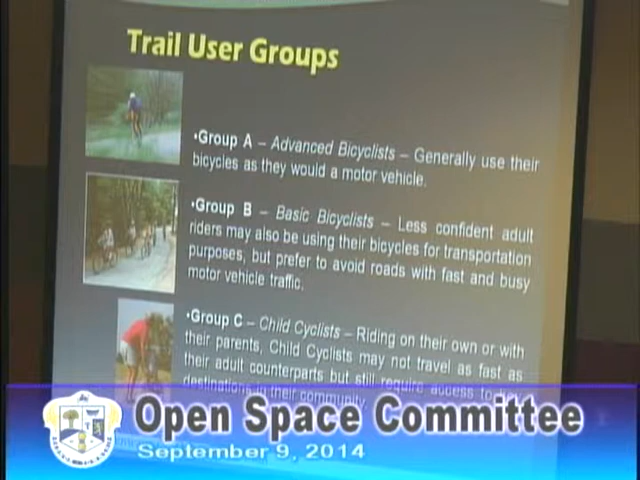 Trail User Groups
•Group A – Advanced Bicyclists – Generally use their
bicycles as they would a motor vehicle.
•Group B – Basic Bicyclists – Less confident adult
riders may also be using their bicycles for transportation
purposes, but prefer to avoid roads with fast and busy
motor vehicle traffic.
•Group C – Child Cyclists – Riding on their own or with
their parents, Child Cyclists may not travel as fast as
their adult counterparts but still require access to
destinations in their community.
Open Space Committee
September 9, 2014